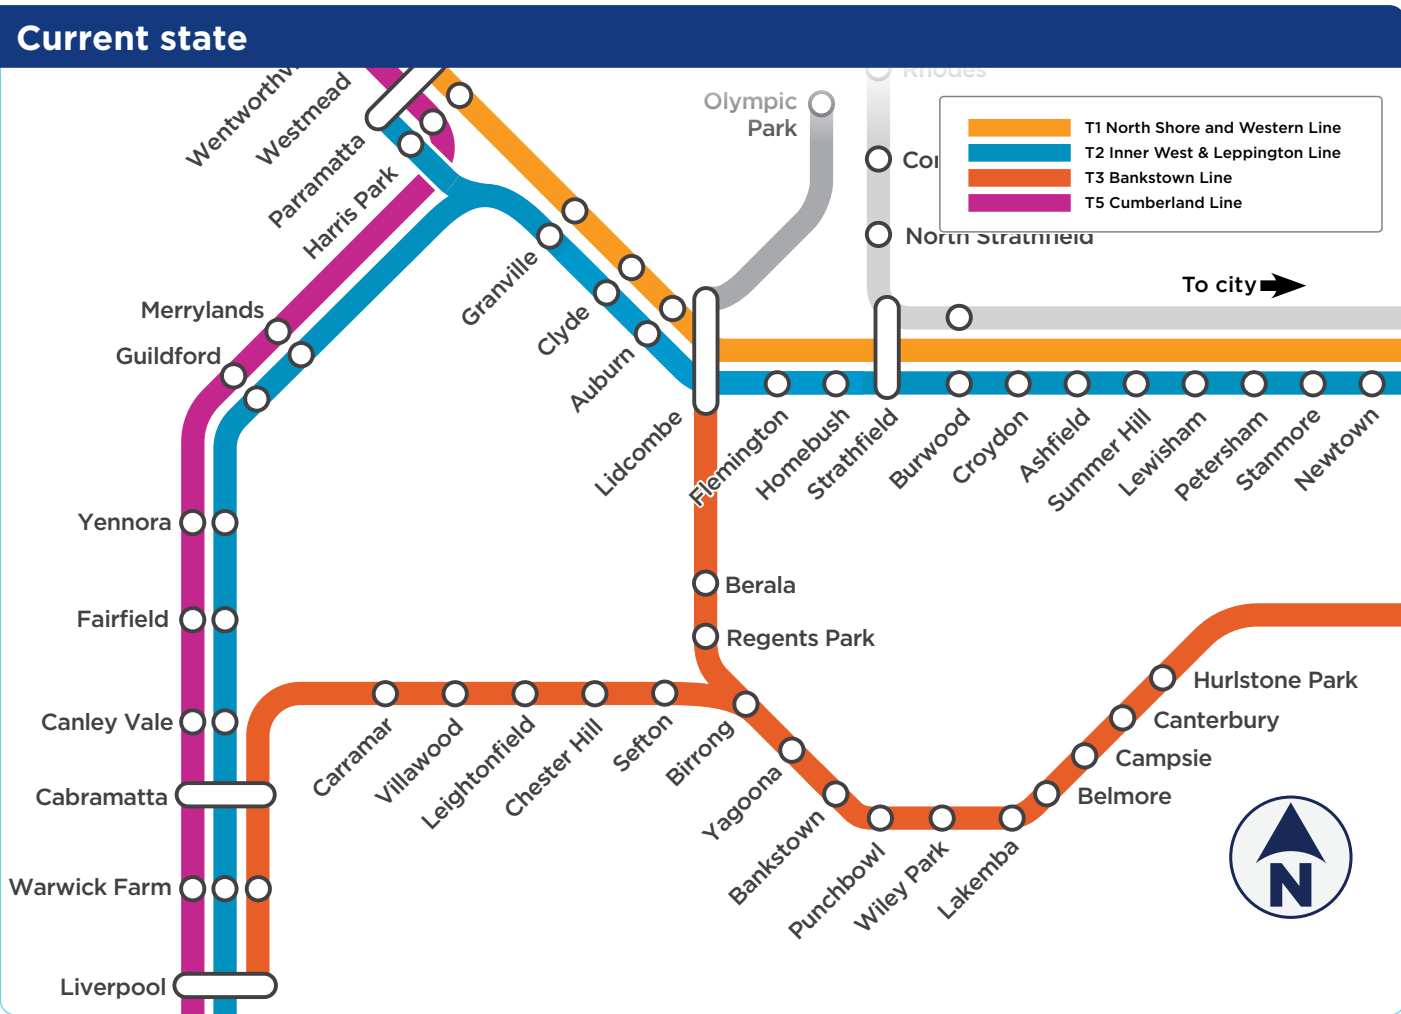 Current state
Rhodes
Westmead
Olympic
Park
T1 North Shore and Western Line
T2 Inner West & Leppington Line
T3 Bankstown Line
T5 Cumberland Line
Parramatta
Harris Park
North Strathfield
To city
Granville
Merrylands
Clyde
Guildford
Auburn
Lidcombe
Flemington
Homebush
Strathfield
Burwood
Croydon
Ashfield
Summer Hill
Lewisham
Petersham
Stanmore
Newtown
Yennora
Berala
Fairfield
Regents Park
Hurlstone Park
Canley Vale
Canterbury
Carramar
Villawood
Leightonfield
Chester Hill
Sefton
Birrong
Campsie
Yagoona
Cabramatta
Belmore
Bankstown
Punchbowl
Wiley Park
Lakemba
Warwick Farm
N
Liverpool